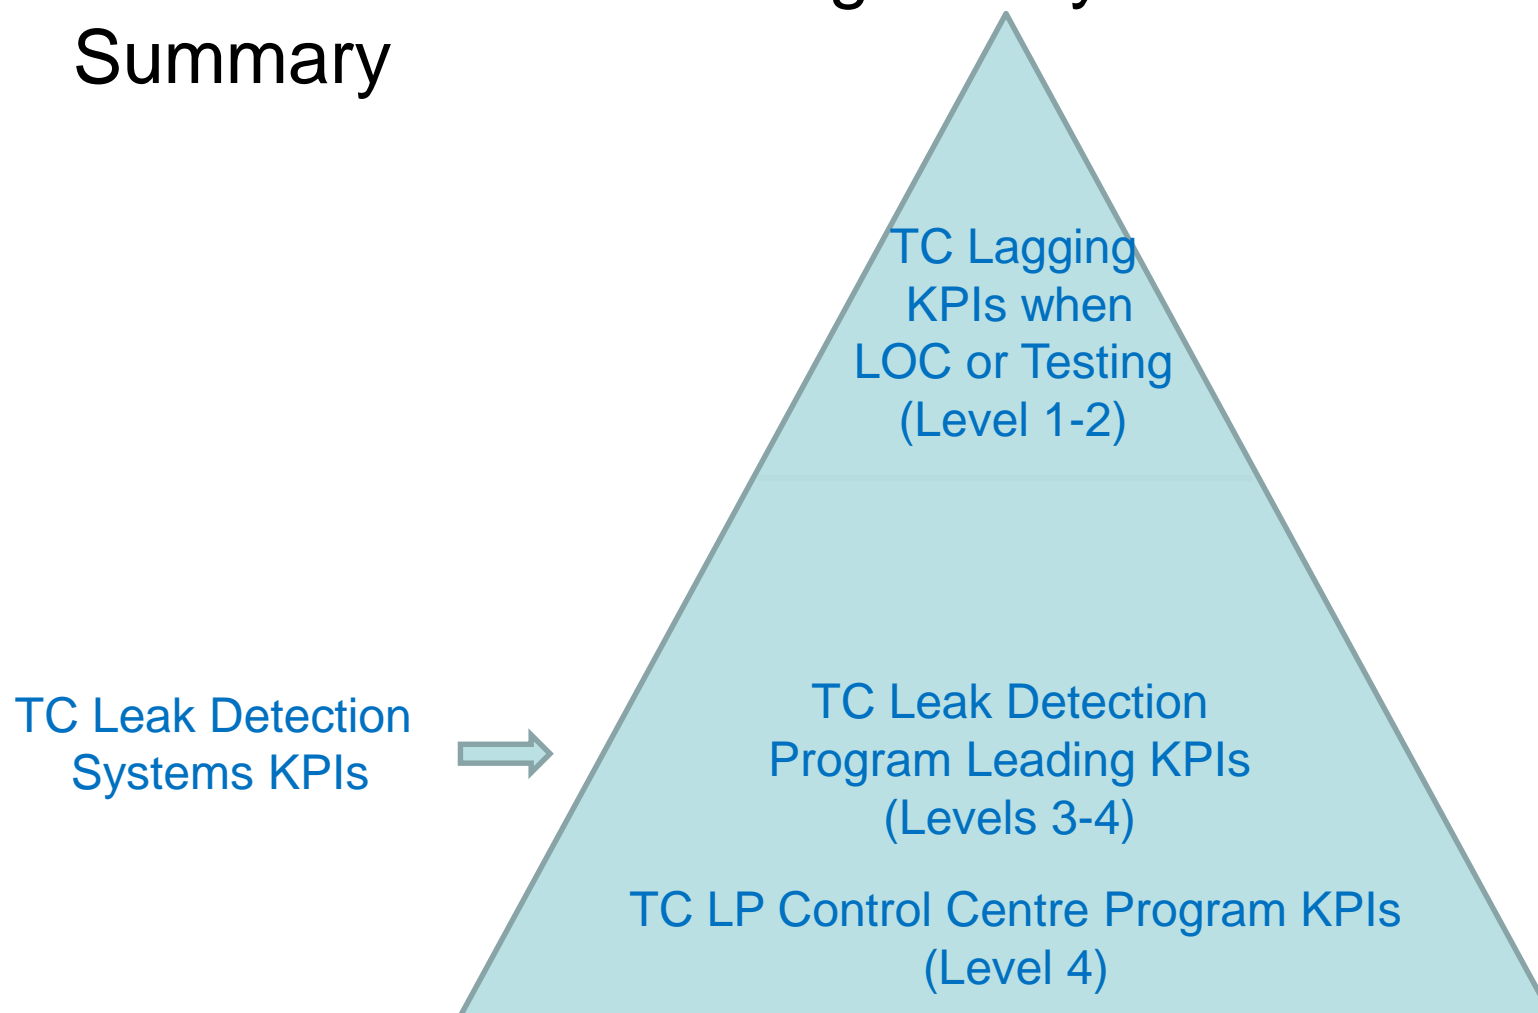 Summary
TC Lagging
KPIs when
LOC or Testing
(Level 1-2)
TC Leak Detection
Systems KPIs
TC Leak Detection
Program Leading KPIs
(Levels 3-4)
TC LP Control Centre Program KPIs
(Level 4)